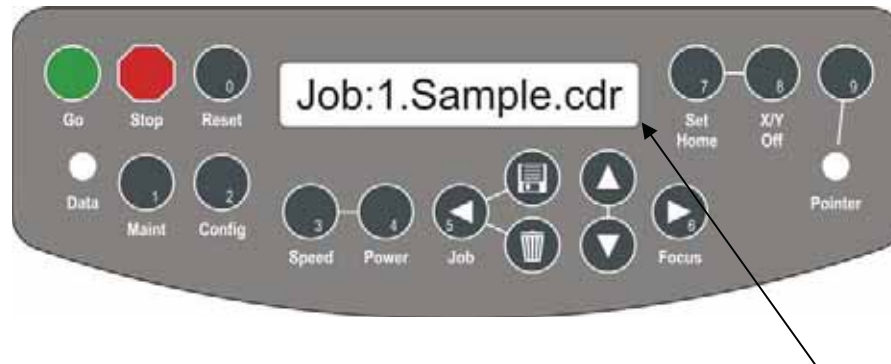 Job:1.Sample.cdr
0
7
8
9
Go
Stop
Reset
Set
Home
X/Y
Off
1
2
Data
Maint
Config
Pointer
3
4
5
6
Speed
Power
Job
Focus